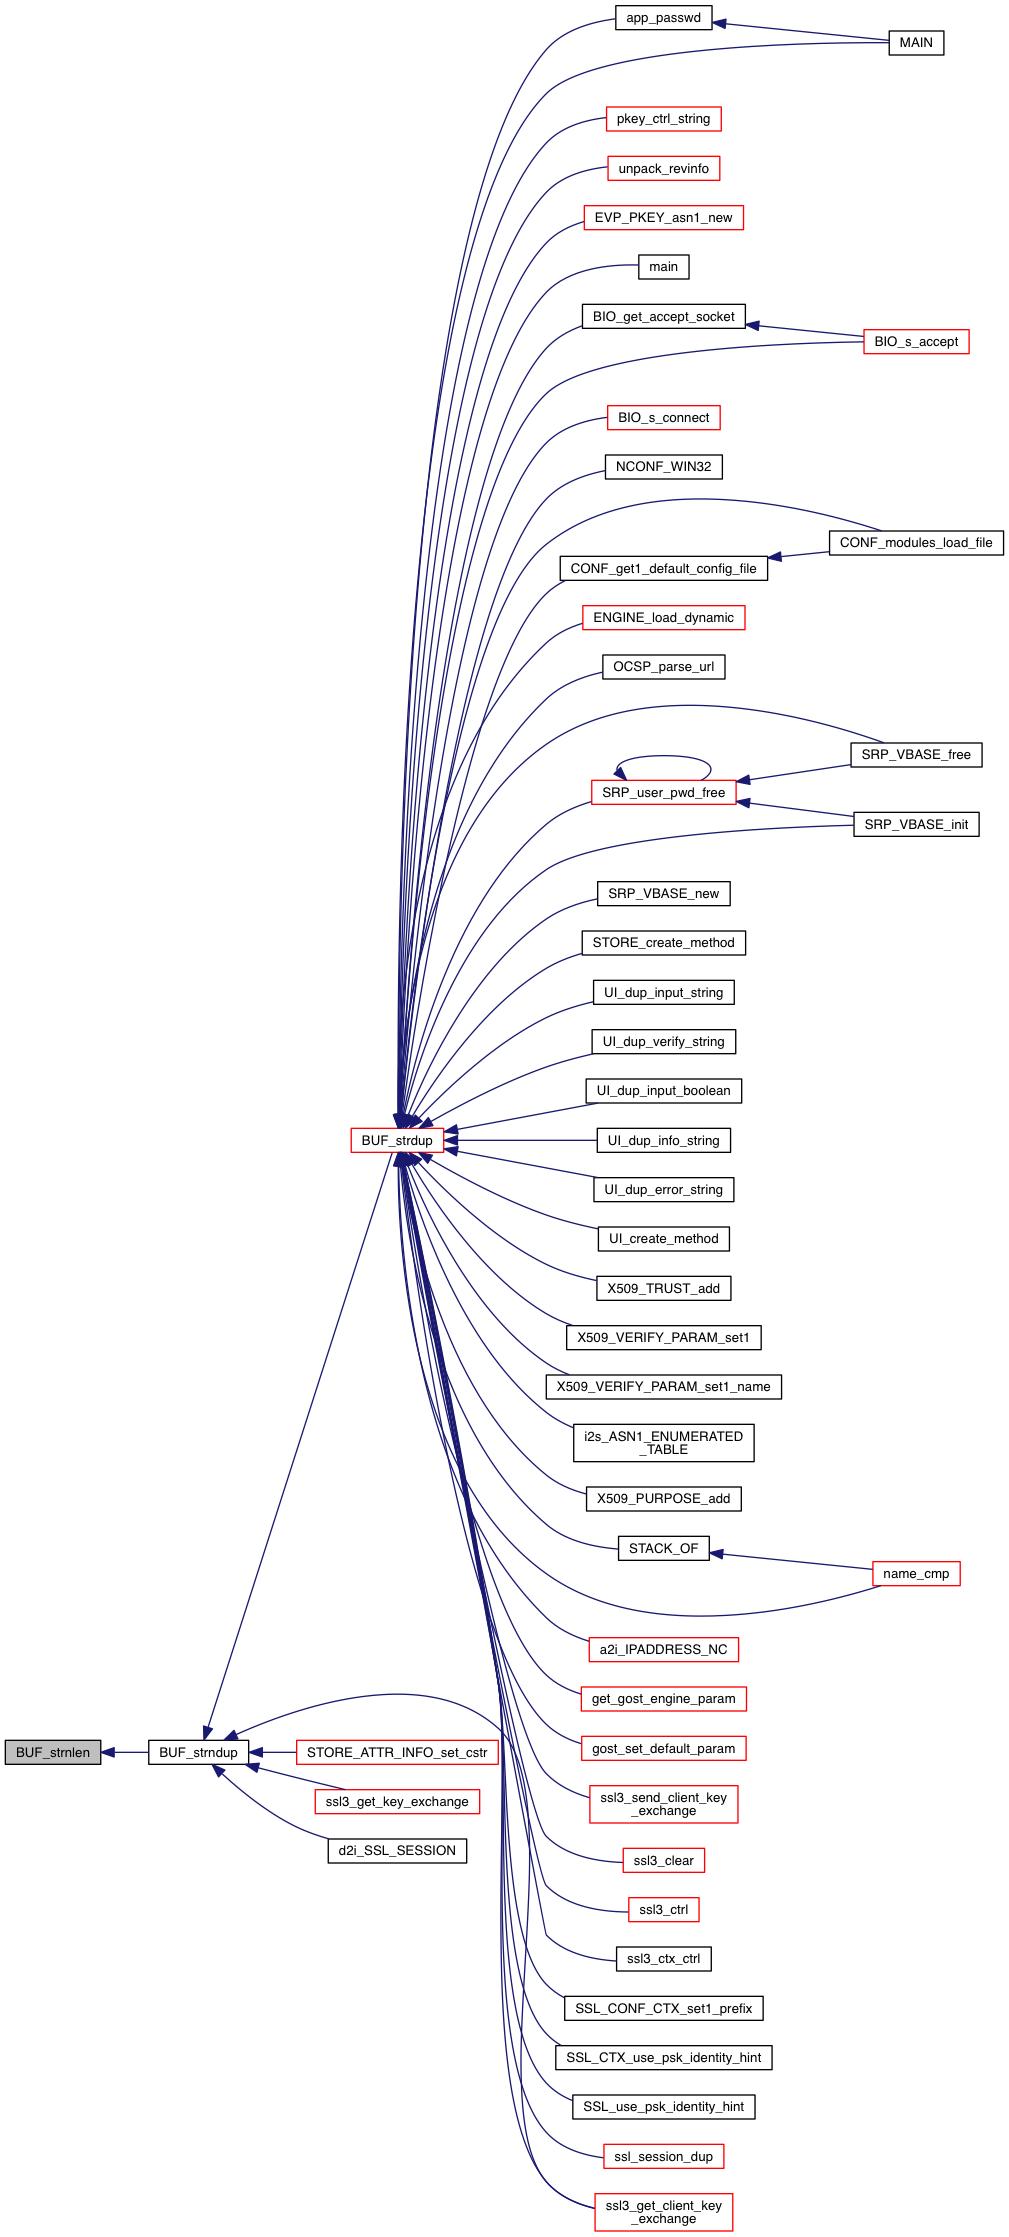 app_passwd
MAIN
pkey_ctrl_string
unpack_revinfo
EVP_PKEY_asn1_new
main
BIO_get_accept_socket
BIO_s_accept
BIO_s_connect
NCONF_WIN32
CONF_modules_load_file
CONF_get1_default_config_file
ENGINE_load_dynamic
OCSP_parse_url
SRP_VBASE_free
SRP_user_pwd_free
SRP_VBASE_init
SRP_VBASE_new
STORE_create_method
UI_dup_input_string
UI_dup_verify_string
UI_dup_input_boolean
BUF_strdup
UI_dup_info_string
UI_dup_error_string
UI_create_method
X509_TRUST_add
X509_VERIFY_PARAM_set1
X509_VERIFY_PARAM_set1_name
i2s_ASN1_ENUMERATED
_TABLE
X509_PURPOSE_add
STACK_OF
name_cmp
a2i_IPADDRESS_NC
get_gost_engine_param
gost_set_default_param
BUF_strnlen
BUF_strndup
STORE_ATTR_INFO_set_cstr
ssl3_get_key_exchange
d2i_SSL_SESSION
ssl3_send_client_key
_exchange
ssl3_clear
ssl3_ctrl
ssl3_ctx_ctrl
SSL_CONF_CTX_set1_prefix
SSL_CTX_use_psk_identity_hint
SSL_use_psk_identity_hint
ssl_session_dup
ssl3_get_client_key
_exchange